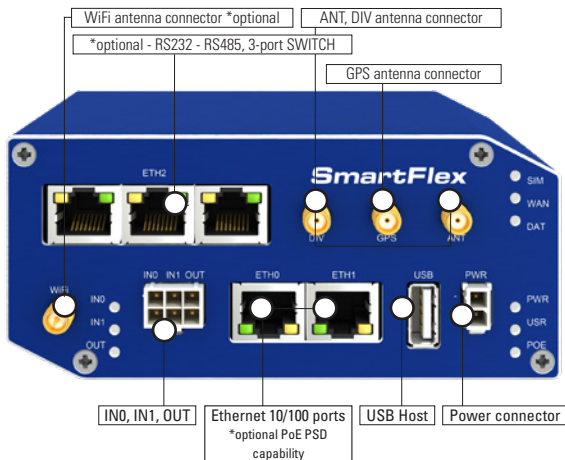 WiFi antenna connector *optional
ANT, DIV antenna connector
*optional - RS232 - RS485, 3-port SWITCH
GPS antenna connector
ETH2
SmartFlex
SIM
WAN
DAT
DIV
GPS
ANT
WiFi
IN0
IN1
OUT
IN0 IN1 OUT
ETH0
ETH1
USB
PWR
PWR
USR
POE
IN0, IN1, OUT
Ethernet 10/100 ports
*optional PoE PSD
capability
USB Host
Power connector